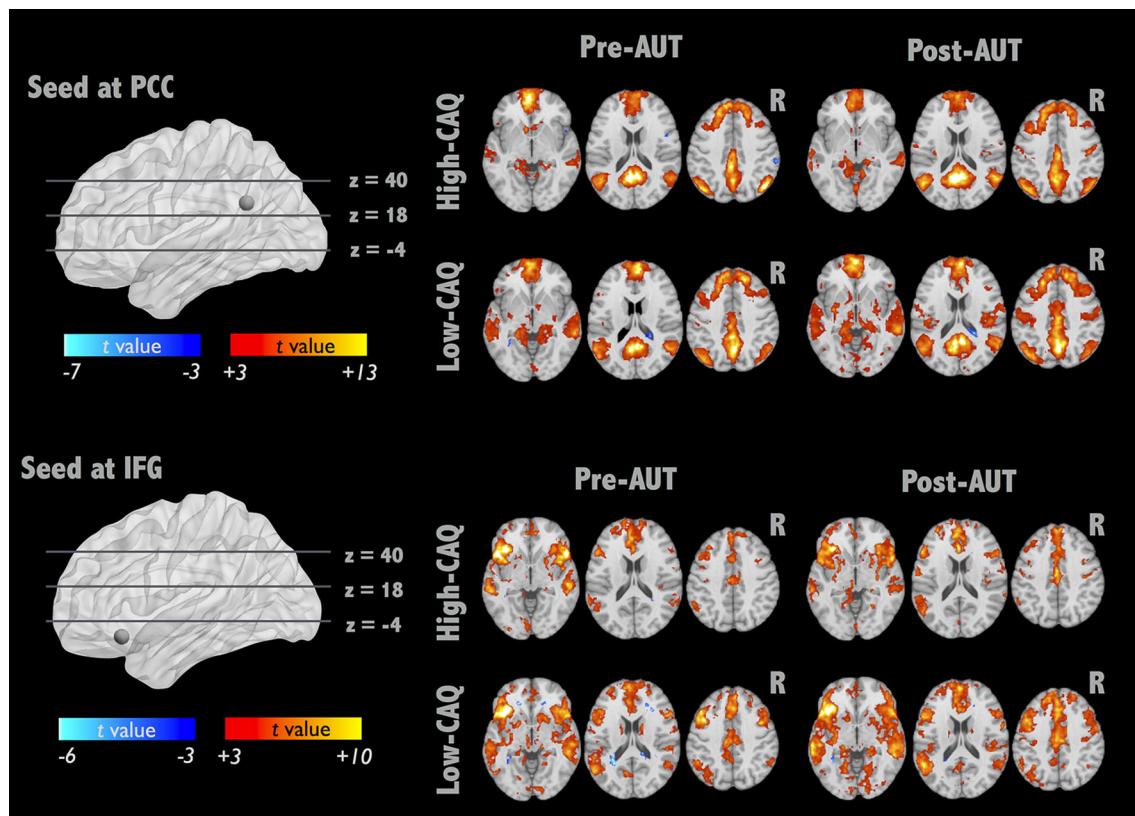 Pre-AUT
Post-AUT
Seed at PCC
High-CAQ
R
R
z = 40
z = 18
z = -4
Low-CAQ
R
R
t value
t value
-7
-3
+3
+13
Seed at IFG
Pre-AUT
Post-AUT
High-CAQ
R
R
z = 40
z = 18
z = -4
Low-CAQ
R
R
t value
t value
-6
-3
+3
+10